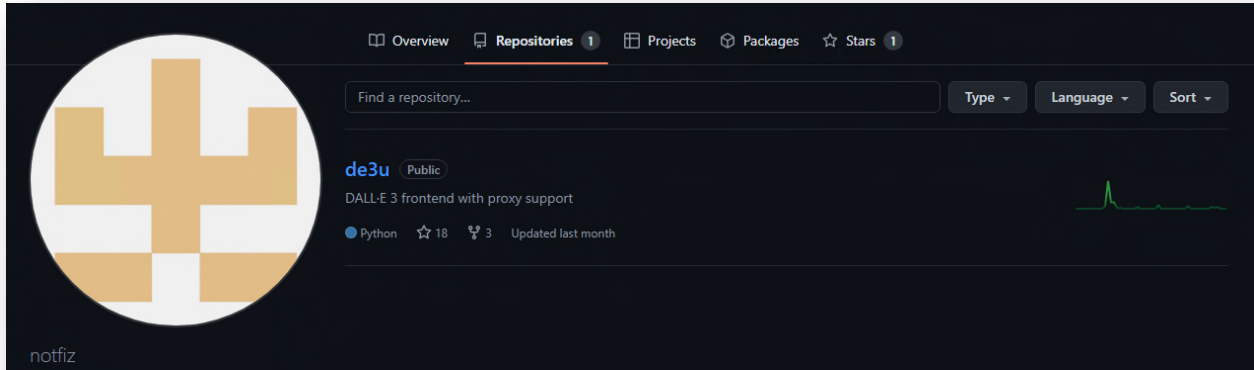 Overview Repositories 1 Projects Packages Stars 1
Find a repository... Type Language Sort
de3u Public
DALL·E 3 frontend with proxy support
Python 18 3 Updated last month
notfiz